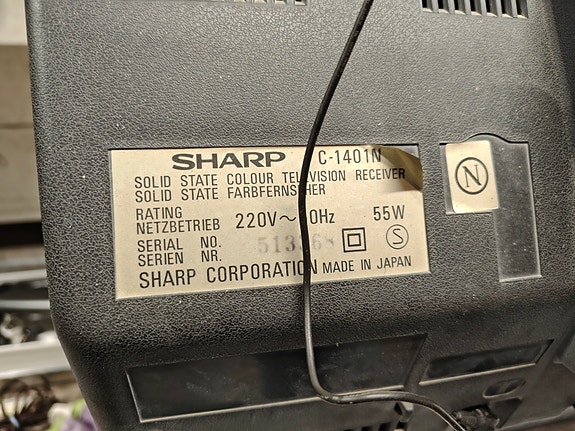 SHARP C-1401N
SOLID STATE COLOUR TELEVISION RECEIVER
SOLID STATE FARBFERNSEHER
RATING
NETZBETRIEB 220V~ 0Hz 55W
SERIAL NO.
SERIEN NR.
S
SHARP CORPORATION MADE IN JAPAN
N